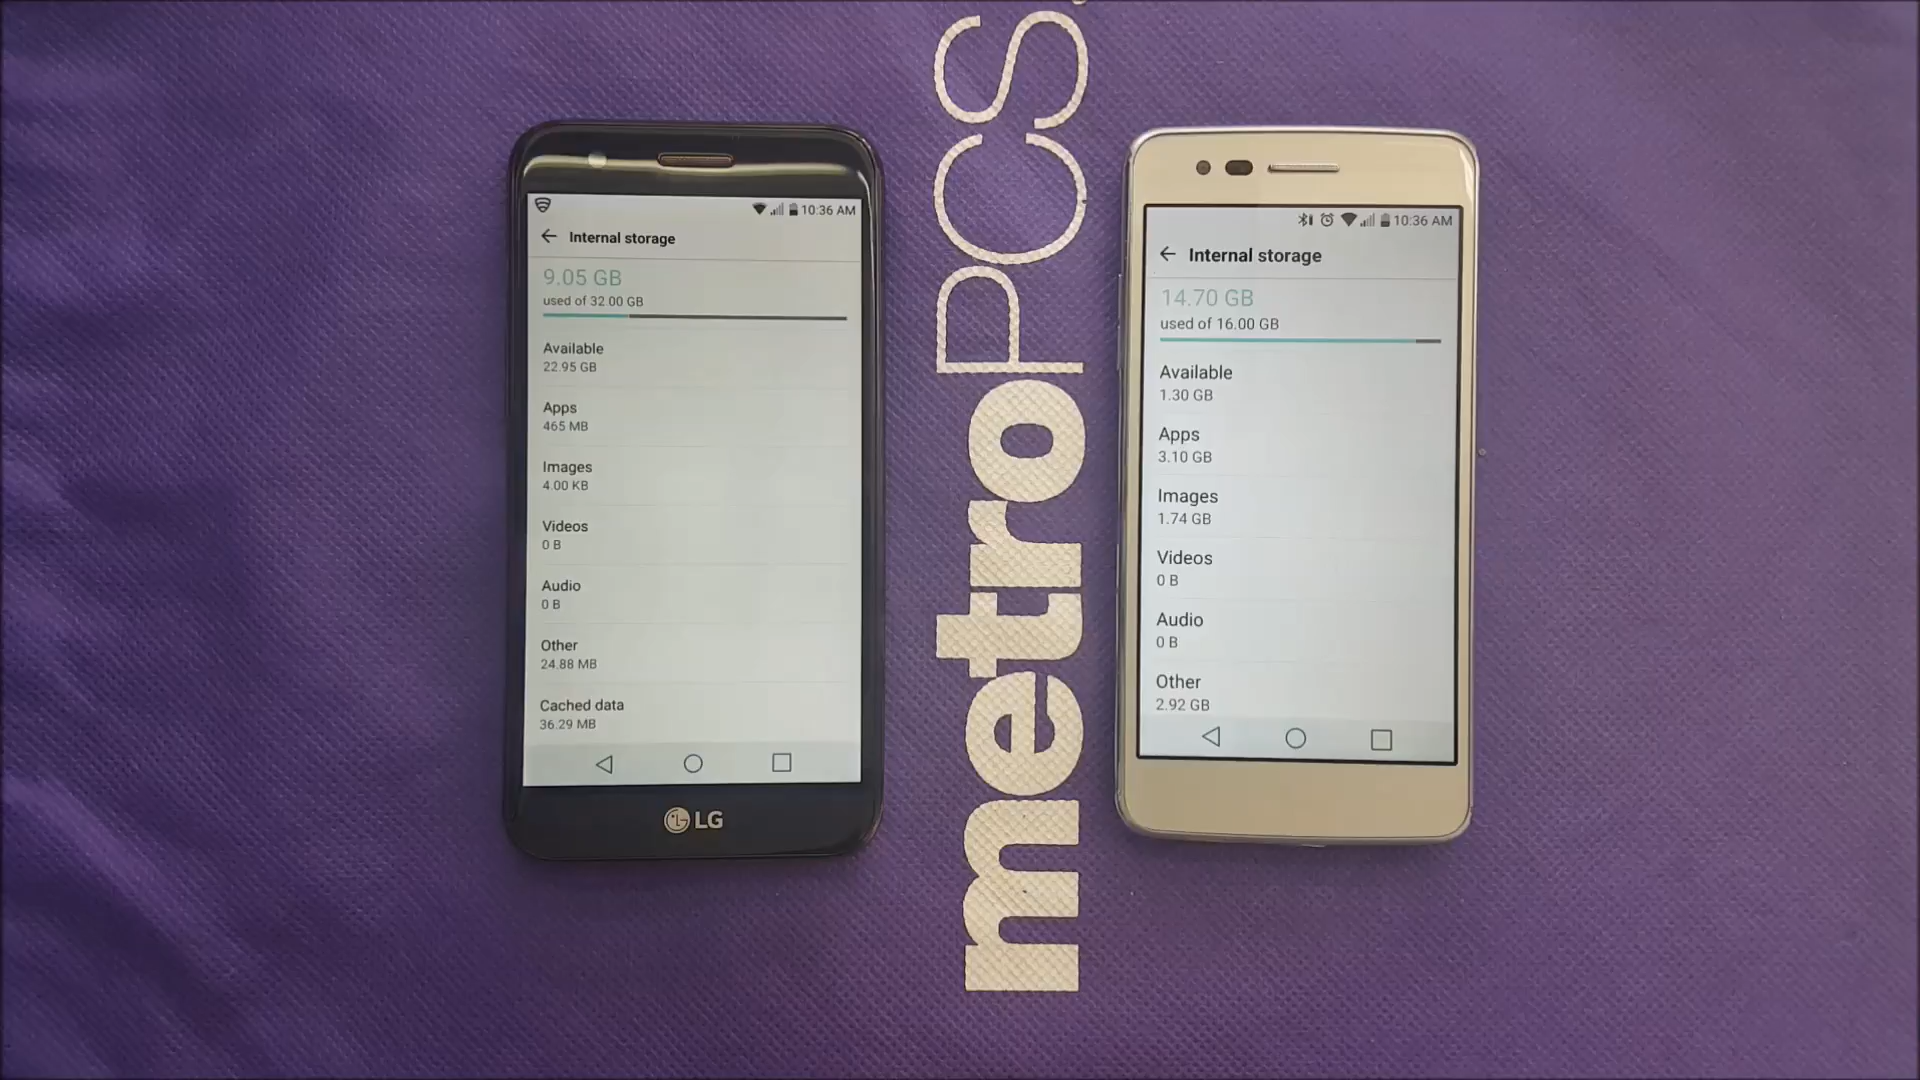 10:36 AM
Internal storage
9.05 GB
used of 32.00 GB
Available
22.95 GB
Apps
465 MB
Images
4.00 KB
Videos
0 B
Audio
0 B
Other
24.88 MB
Cached data
36.29 MB
LG
metroPCS.
10:36 AM
Internal storage
14.70 GB
used of 16.00 GB
Available
1.30 GB
Apps
3.10 GB
Images
1.74 GB
Videos
0 B
Audio
0 B
Other
2.92 GB